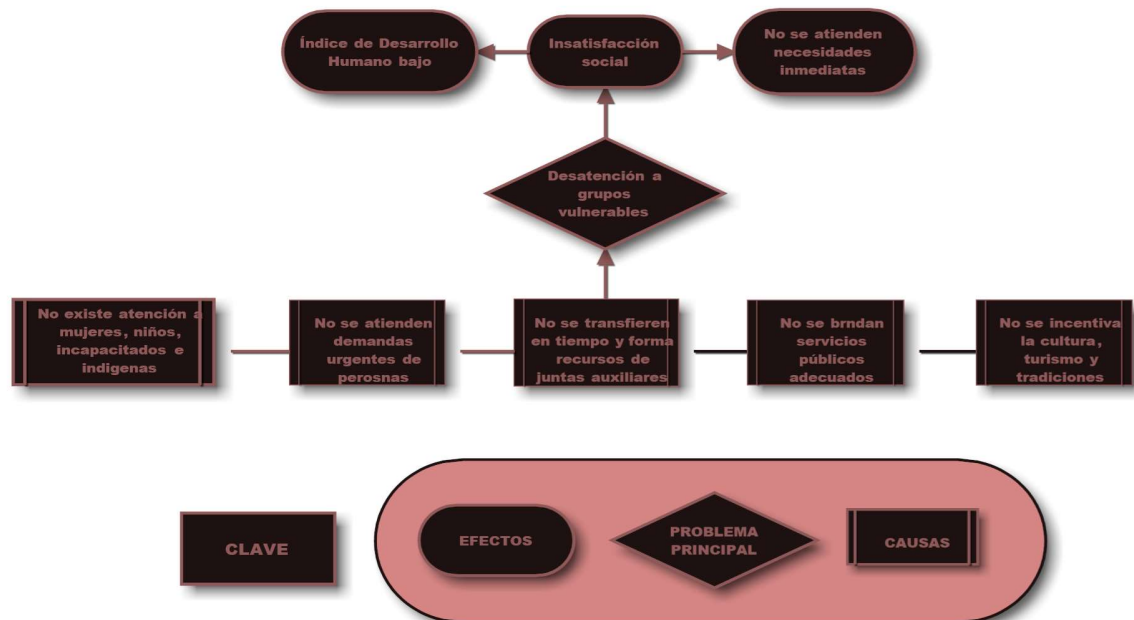 Índice de Desarrollo
Humano bajo
Insatisfacción
social
No se atienden
necesidades
inmediatas
Desatención a
grupos
vulnerables
No existe atención a
mujeres, niños,
incapacitados e
indigenas
No se atienden
demandas
urgentes de
perosnas
No se transfieren
en tiempo y forma
recursos de
juntas auxiliares
No se brndan
servicios
públicos
adecuados
No se incentiva
la cultura,
turismo y
tradiciones
CLAVE
EFECTOS
PROBLEMA
PRINCIPAL
CAUSAS